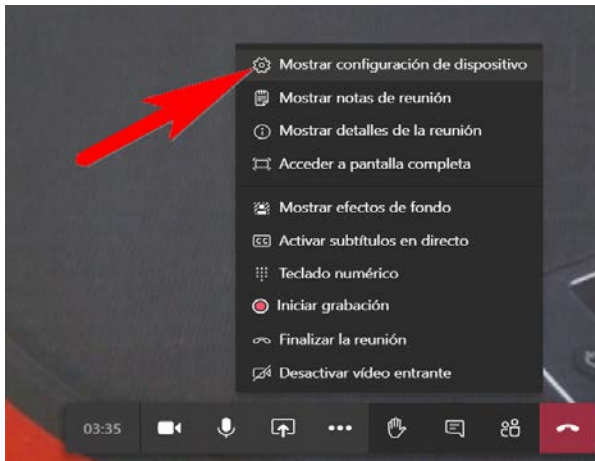 Mostrar configuración de dispositivo
Mostrar notas de reunión
Mostrar detalles de la reunión
Acceder a pantalla completa
Mostrar efectos de fondo
CC Activar subtítulos en directo
Teclado numérico
Iniciar grabación
Finalizar la reunión
Desactivar vídeo entrante
03:35